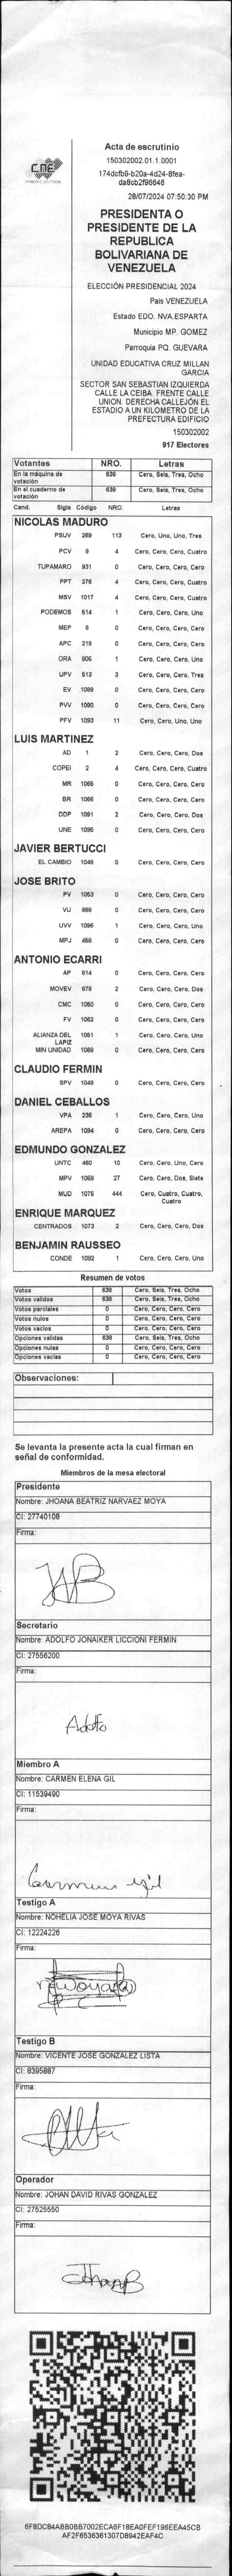 CNE
Acta de escrutinio
150302002.01.1.0001
174dcfb9-b20a-4d24-8fea-
da8cb2f96646
28/07/2024 07:50:30 PM
PRESIDENTA O
PRESIDENTE DE LA
REPUBLICA
BOLIVARIANA DE
VENEZUELA
ELECCIÓN PRESIDENCIAL 2024
Pais VENEZUELA
Estado EDO. NVA.ESPARTA
Municipio MP. GOMEZ
Parroquia PQ. GUEVARA
UNIDAD EDUCATIVA CRUZ MILLAN
GARCIA
SECTOR SAN SEBASTIAN IZQUIERDA
CALLE LA CEIBA. FRENTE CALLE
UNION. DERECHA CALLEJÓN EL
ESTADIO A UN KILOMETRO DE LA
PREFECTURA EDIFICIO
150302002
917 Electores
Votantes NRO. Letras
En la máquina de votación 638 Cero, Seis, Tres, Ocho
En el cuaderno de votación 638 Cero, Seis, Tres, Ocho
Cand. Sigla Código NRO. Letras
NICOLAS MADURO
PSUV 269 113 Cero, Uno, Uno, Tres
PCV 9 4 Cero, Cero, Cero, Cuatro
TUPAMARO 931 0 Cero, Cero, Cero, Cero
PPT 276 4 Cero, Cero, Cero, Cuatro
MSV 1017 4 Cero, Cero, Cero, Cuatro
PODEMOS 514 1 Cero, Cero, Cero, Uno
MEP 6 0 Cero, Cero, Cero, Cero
APC 219 0 Cero, Cero, Cero, Cero
ORA 906 1 Cero, Cero, Cero, Uno
UPV 513 3 Cero, Cero, Cero, Tres
EV 1089 0 Cero, Cero, Cero, Cero
PVV 1090 0 Cero, Cero, Cero, Cero
PFV 1093 11 Cero, Cero, Uno, Uno
LUIS MARTINEZ
AD 1 2 Cero, Cero, Cero, Dos
COPEI 2 4 Cero, Cero, Cero, Cuatro
MR 1065 0 Cero, Cero, Cero, Cero
BR 1066 0 Cero, Cero, Cero, Cero
DDP 1091 2 Cero, Cero, Cero, Dos
UNE 1095 0 Cero, Cero, Cero, Cero
JAVIER BERTUCCI
EL CAMBIO 1048 0 Cero, Cero, Cero, Cero
JOSE BRITO
PV 1053 0 Cero, Cero, Cero, Cero
VU 868 0 Cero, Cero, Cero, Cero
UVV 1096 1 Cero, Cero, Cero, Uno
MPJ 458 0 Cero, Cero, Cero, Cero
ANTONIO ECARRI
AP 814 0 Cero, Cero, Cero, Cero
MOVEV 878 2 Cero, Cero, Cero, Dos
CMC 1050 0 Cero, Cero, Cero, Cero
FV 1062 0 Cero, Cero, Cero, Cero
ALIANZA DEL LAPIZ 1051 1 Cero, Cero, Cero, Uno
MIN UNIDAD 1068 0 Cero, Cero, Cero, Cero
CLAUDIO FERMIN
SPV 1049 0 Cero, Cero, Cero, Cero
DANIEL CEBALLOS
VPA 236 1 Cero, Cero, Cero, Uno
AREPA 1094 0 Cero, Cero, Cero, Cero
EDMUNDO GONZALEZ
UNTC 460 10 Cero, Cero, Uno, Cero
MPV 1069 27 Cero, Cero, Dos, Siete
MUD 1075 444 Cero, Cuatro, Cuatro,
Cuatro
ENRIQUE MARQUEZ
CENTRADOS 1073 2 Cero, Cero, Cero, Dos
BENJAMIN RAUSSEO
CONDE 1092 1 Cero, Cero, Cero, Uno
Resumen de votos
Votos 638 Cero, Seis, Tres, Ocho
Votos validos 638 Cero, Seis, Tres, Ocho
Votos parciales 0 Cero, Cero, Cero, Cero
Votos nulos 0 Cero, Cero, Cero, Cero
Votos vacios 0 Cero, Cero, Cero, Cero
Opciones validas 638 Cero, Seis, Tres, Ocho
Opciones nulas 0 Cero, Cero, Cero, Cero
Opciones vacias 0 Cero, Cero, Cero, Cero
Observaciones:
Se levanta la presente acta la cual firman en
señal de conformidad.
Miembros de la mesa electoral
Presidente
Nombre: JHOANA BEATRIZ NARVAEZ MOYA
CI: 27740108
Firma:
Secretario
Nombre: ADOLFO JONAIKER LICCIONI FERMIN
CI: 27556200
Firma:
Adolfo
Miembro A
Nombre: CARMEN ELENA GIL
CI: 11539490
Firma:
Carmen Gil
Testigo A
Nombre: NOHELIA JOSE MOYA RIVAS
CI: 12224226
Firma:
Testigo B
Nombre: VICENTE JOSE GONZALEZ LISTA
CI: 8395887
Firma:
Operador
Nombre: JOHAN DAVID RIVAS GONZALEZ
CI: 27525550
Firma:
6F8DC84ABB0BB7002ECA6F18EA0FEF196EEA45CB
AF2F6536361307D8942EAF4C